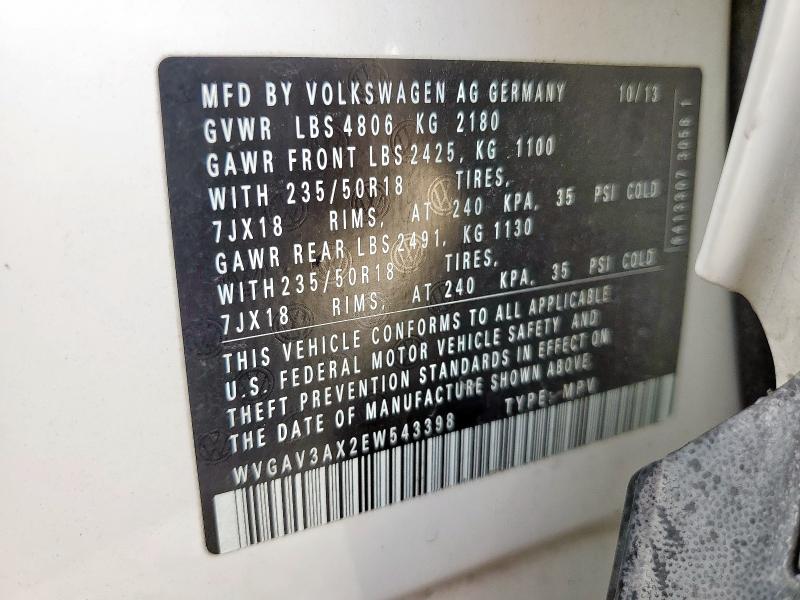 MFD BY VOLKSWAGEN AG GERMANY 10/13
GVWR LBS 4806 KG 2180
GAWR FRONT LBS 2425, KG 1100
WITH 235/50R18 TIRES,
7JX18 RIMS, AT 240 KPA, 35 PSI COLD
GAWR REAR LBS 2491, KG 1130
WITH 235/50R18 TIRES,
7JX18 RIMS, AT 240 KPA, 35 PSI COLD
THIS VEHICLE CONFORMS TO ALL APPLICABLE
U.S. FEDERAL MOTOR VEHICLE SAFETY AND
THEFT PREVENTION STANDARDS IN EFFECT ON
THE DATE OF MANUFACTURE SHOWN ABOVE.
WVGAV3AX2EW543398 TYPE: MPV